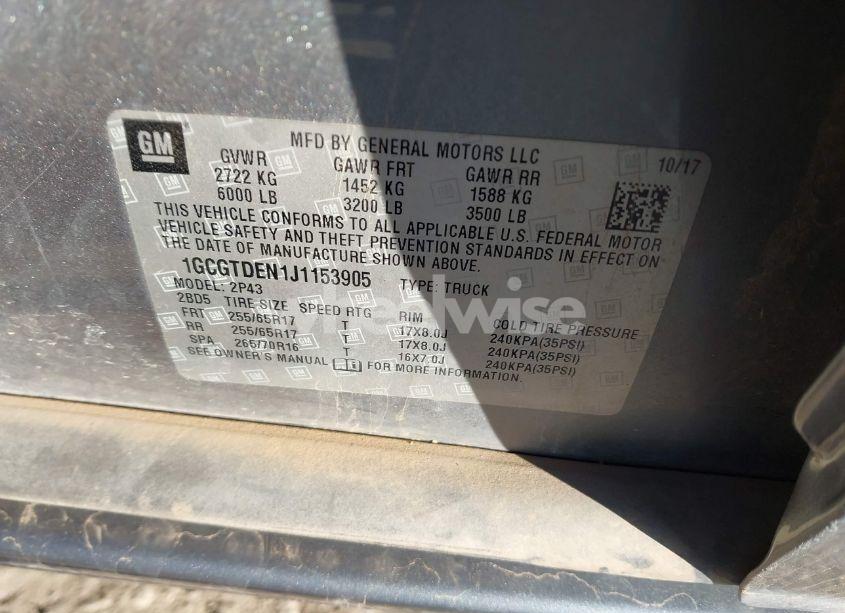 GM
MFD BY GENERAL MOTORS LLC
10/17
GVWR GAWR FRT GAWR RR
2722 KG 1452 KG 1588 KG
6000 LB 3200 LB 3500 LB
THIS VEHICLE CONFORMS TO ALL APPLICABLE U.S. FEDERAL MOTOR
VEHICLE SAFETY AND THEFT PREVENTION STANDARDS IN EFFECT ON
THE DATE OF MANUFACTURE SHOWN ABOVE.
1GCGTDEN1J1153905 TYPE: TRUCK
MODEL: 2P43
2BD5 TIRE SIZE SPEED RTG RIM COLD TIRE PRESSURE
FRT 255/65R17 T 17X8.0J 240KPA(35PSI)
RR 255/65R17 T 17X8.0J 240KPA(35PSI)
SPA 265/70R16 T 16X7.0J 240KPA(35PSI)
SEE OWNER'S MANUAL FOR MORE INFORMATION.